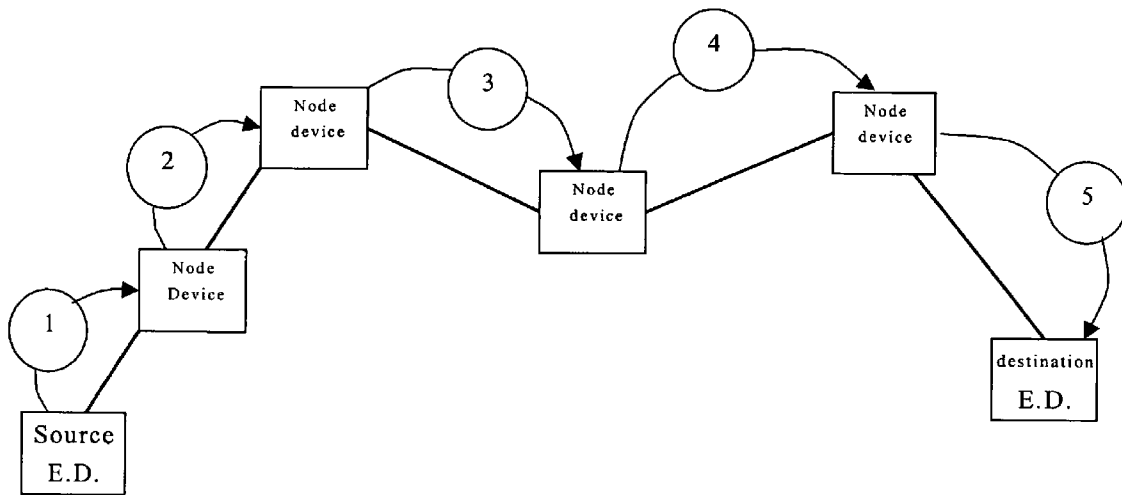 4
3
Node
device
Node
device
2
Node
device
5
Node
Device
1
destination
E.D.
Source
E.D.